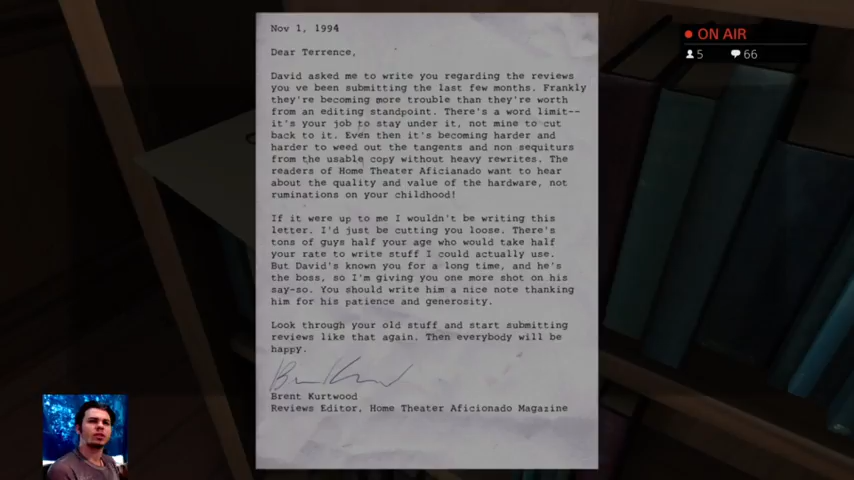 Nov 1, 1994
Dear Terrence,
David asked me to write you regarding the reviews
you ve been submitting the last few months. Frankly
they're becoming more trouble than they're worth
from an editing standpoint. There's a word limit--
it's your job to stay under it, not mine to cut
back to it. Even then it's becoming harder and
harder to weed out the tangents and non sequiturs
from the usable copy without heavy rewrites. The
readers of Home Theater Aficianado want to hear
about the quality and value of the hardware, not
ruminations on your childhood!
If it were up to me I wouldn't be writing this
letter. I'd just be cutting you loose. There's
tons of guys half your age who would take half
your rate to write stuff I could actually use.
But David's known you for a long time, and he's
the boss, so I'm giving you one more shot on his
say-so. You should write him a nice note thanking
him for his patience and generosity.
Look through your old stuff and start submitting
reviews like that again. Then everybody will be
happy.
Brent Kurtwood
Reviews Editor, Home Theater Aficionado Magazine
ON AIR
5 66